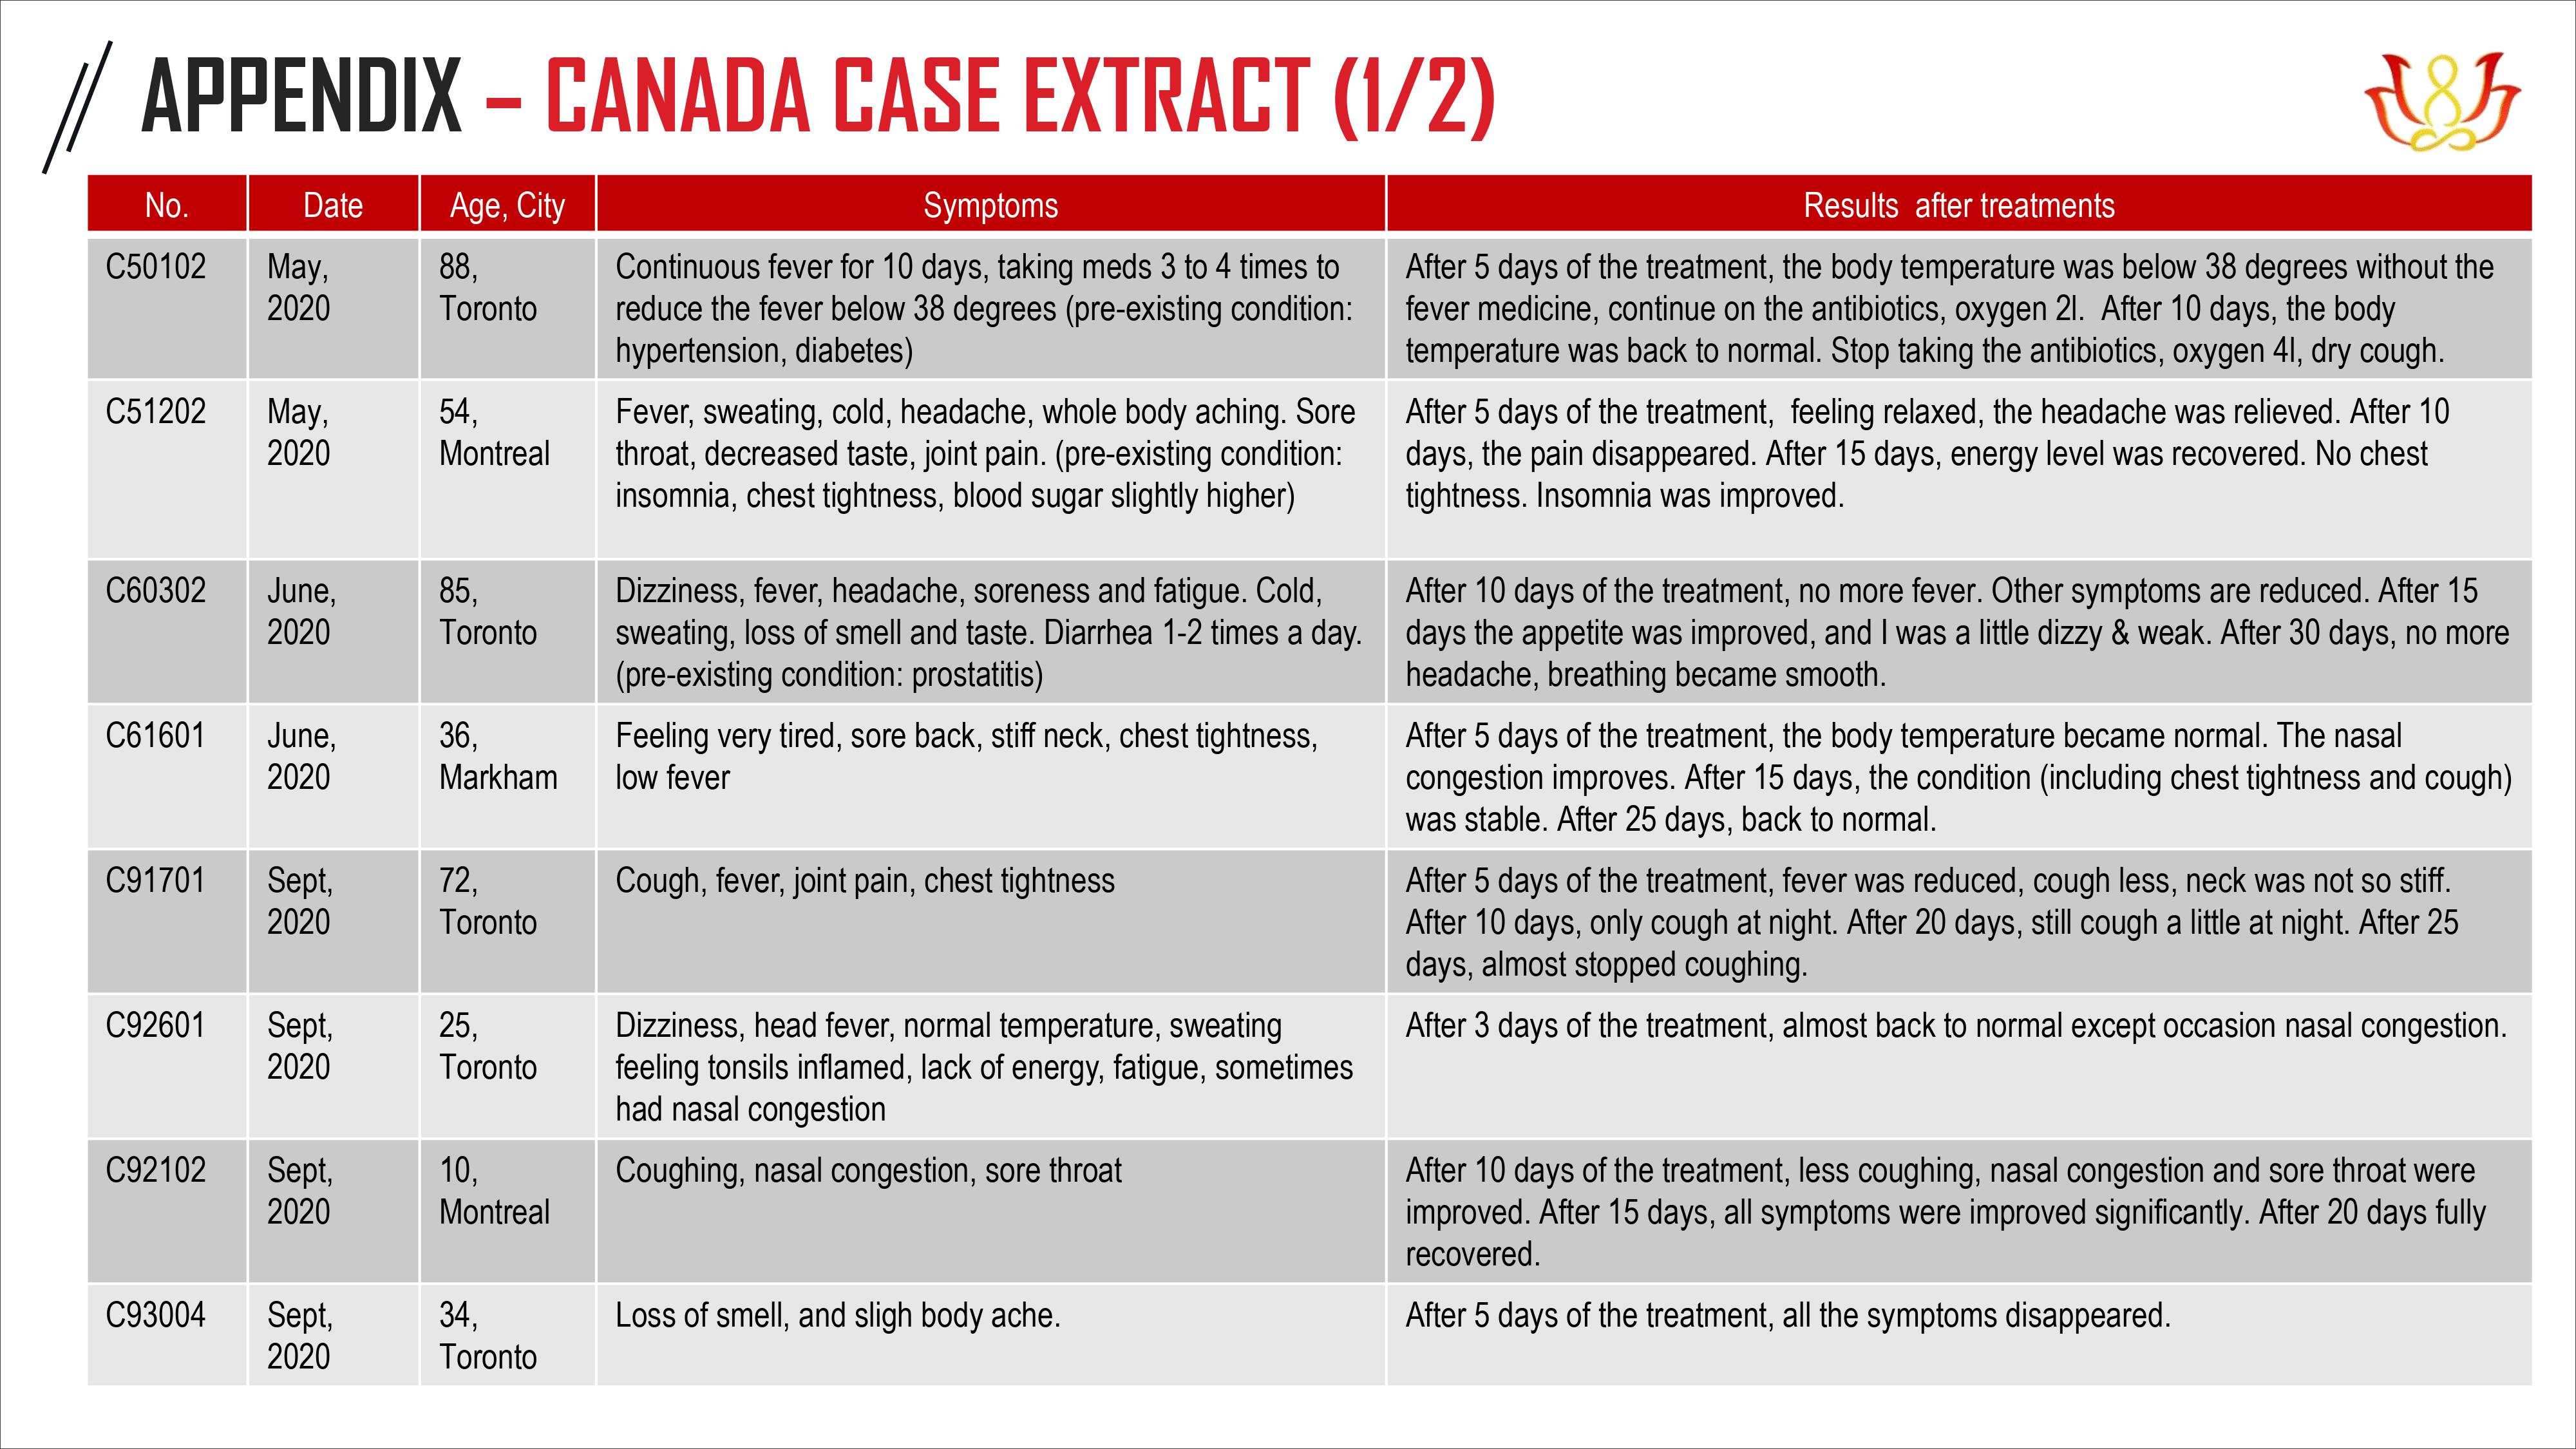 APPENDIX – CANADA CASE EXTRACT (1/2)
No.
Date
Age, City
Symptoms
Results after treatments
C50102
May,
2020
88,
Toronto
Continuous fever for 10 days, taking meds 3 to 4 times to
reduce the fever below 38 degrees (pre-existing condition:
hypertension, diabetes)
After 5 days of the treatment, the body temperature was below 38 degrees without the
fever medicine, continue on the antibiotics, oxygen 2l. After 10 days, the body
temperature was back to normal. Stop taking the antibiotics, oxygen 4l, dry cough.
C51202
May,
2020
54,
Montreal
Fever, sweating, cold, headache, whole body aching. Sore
throat, decreased taste, joint pain. (pre-existing condition:
insomnia, chest tightness, blood sugar slightly higher)
After 5 days of the treatment, feeling relaxed, the headache was relieved. After 10
days, the pain disappeared. After 15 days, energy level was recovered. No chest
tightness. Insomnia was improved.
C60302
June,
2020
85,
Toronto
Dizziness, fever, headache, soreness and fatigue. Cold,
sweating, loss of smell and taste. Diarrhea 1-2 times a day.
(pre-existing condition: prostatitis)
After 10 days of the treatment, no more fever. Other symptoms are reduced. After 15
days the appetite was improved, and I was a little dizzy & weak. After 30 days, no more
headache, breathing became smooth.
C61601
June,
2020
36,
Markham
Feeling very tired, sore back, stiff neck, chest tightness,
low fever
After 5 days of the treatment, the body temperature became normal. The nasal
congestion improves. After 15 days, the condition (including chest tightness and cough)
was stable. After 25 days, back to normal.
C91701
Sept,
2020
72,
Toronto
Cough, fever, joint pain, chest tightness
After 5 days of the treatment, fever was reduced, cough less, neck was not so stiff.
After 10 days, only cough at night. After 20 days, still cough a little at night. After 25
days, almost stopped coughing.
C92601
Sept,
2020
25,
Toronto
Dizziness, head fever, normal temperature, sweating
feeling tonsils inflamed, lack of energy, fatigue, sometimes
had nasal congestion
After 3 days of the treatment, almost back to normal except occasion nasal congestion.
C92102
Sept,
2020
10,
Montreal
Coughing, nasal congestion, sore throat
After 10 days of the treatment, less coughing, nasal congestion and sore throat were
improved. After 15 days, all symptoms were improved significantly. After 20 days fully
recovered.
C93004
Sept,
2020
34,
Toronto
Loss of smell, and sligh body ache.
After 5 days of the treatment, all the symptoms disappeared.